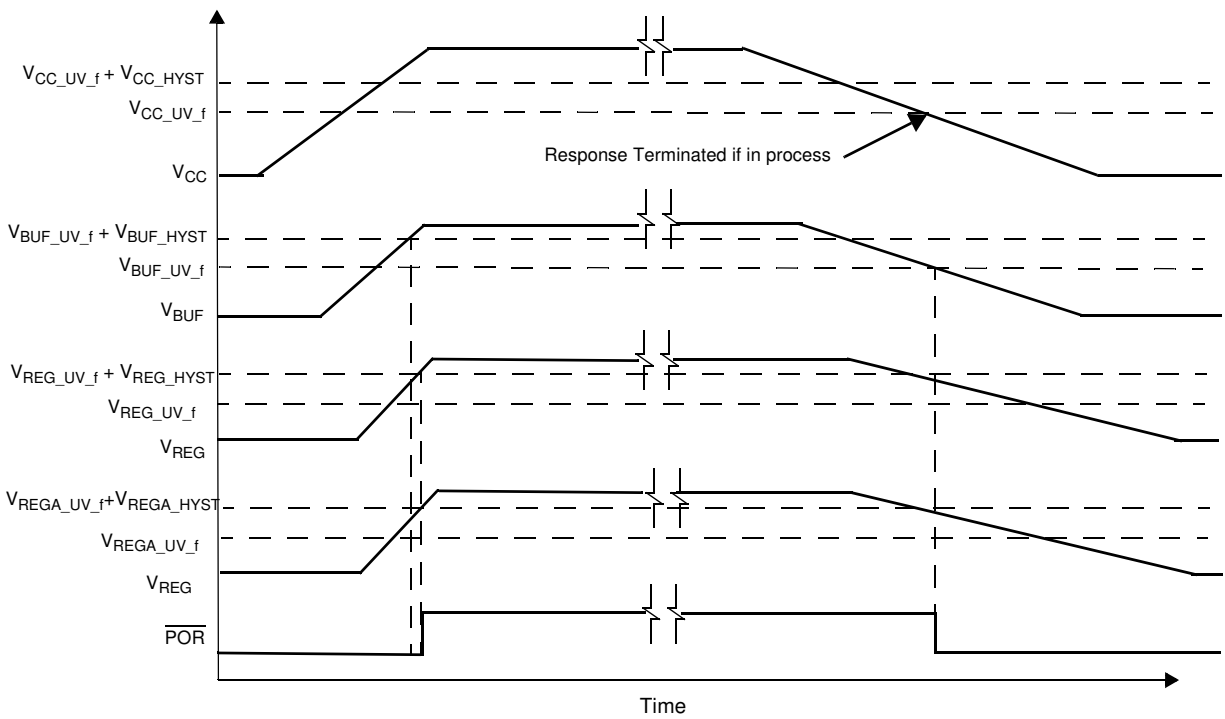 V_CC_UV_f + V_CC_HYST
V_CC_UV_f
Response Terminated if in process
V_CC
V_BUF_UV_f + V_BUF_HYST
V_BUF_UV_f
V_BUF
V_REG_UV_f + V_REG_HYST
V_REG_UV_f
V_REG
V_REGA_UV_f+V_REGA_HYST
V_REGA_UV_f
V_REG
POR
Time